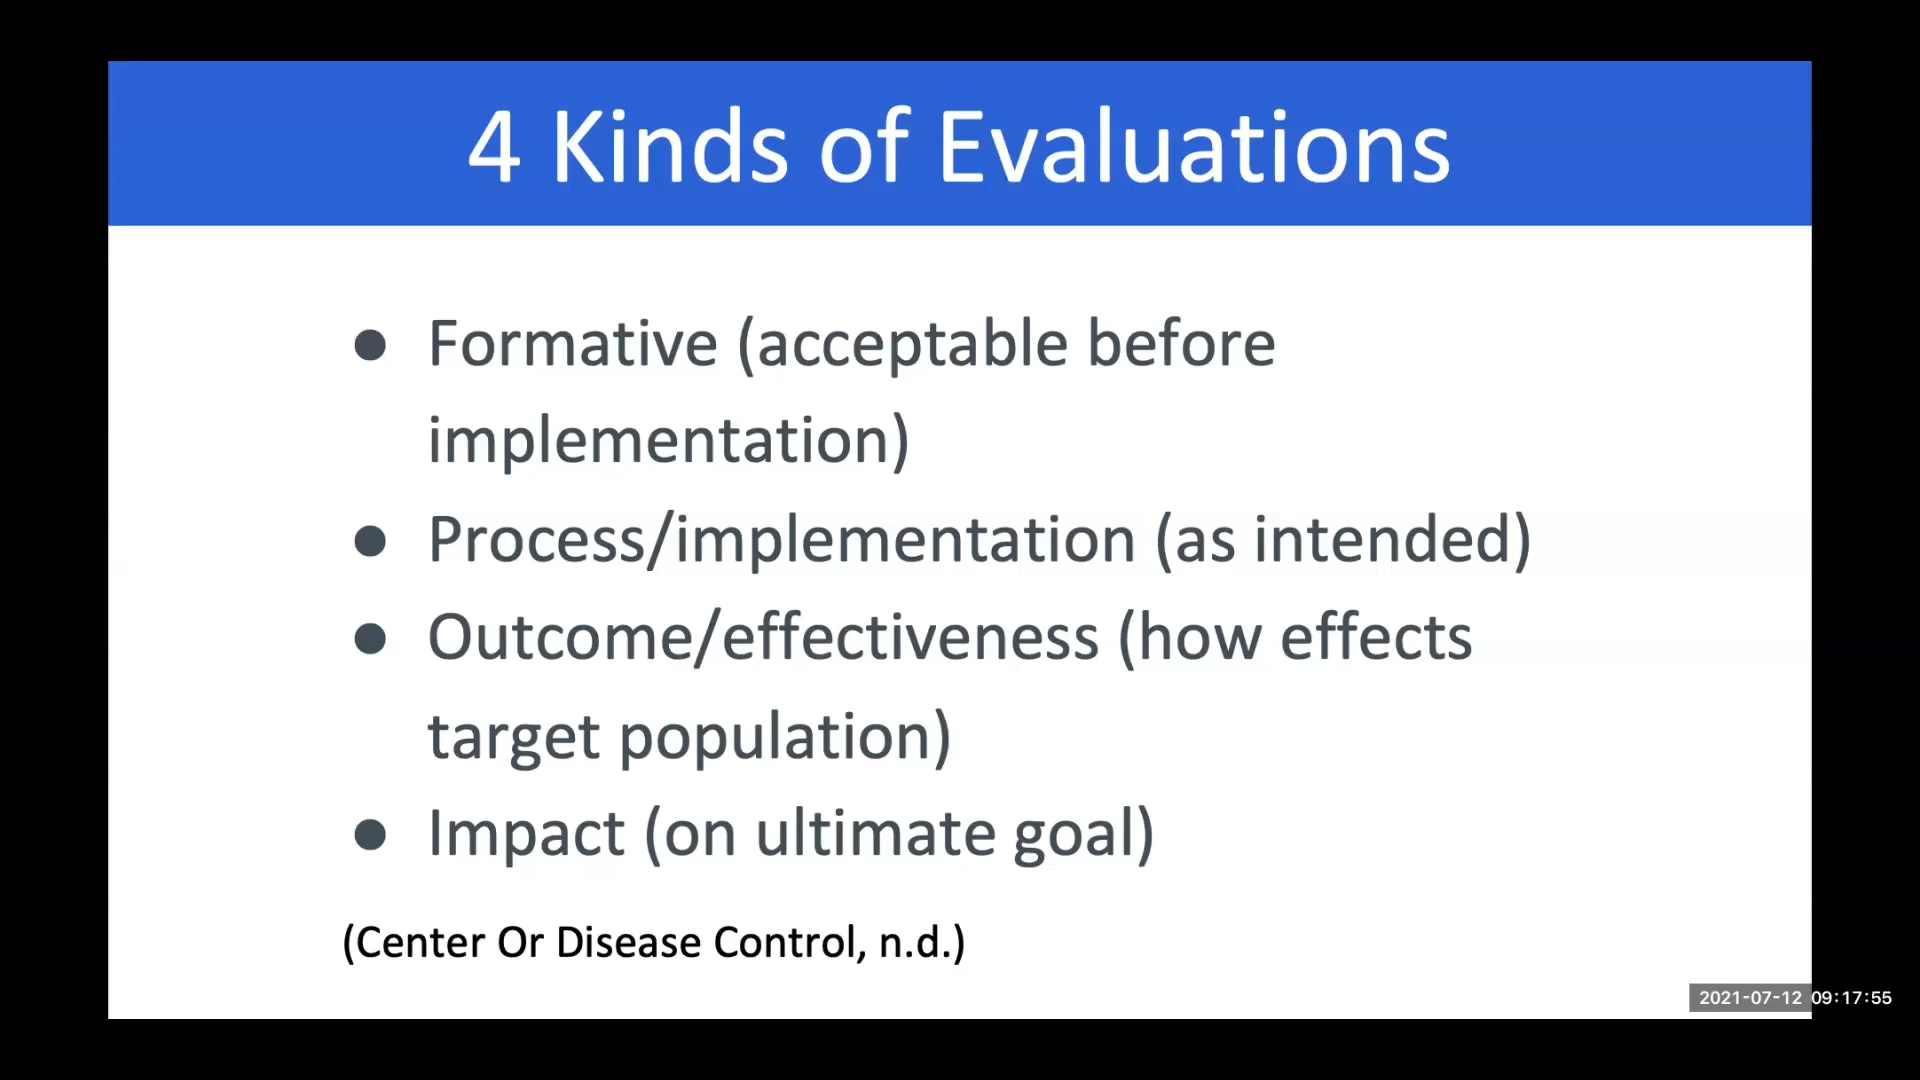 4 Kinds of Evaluations
● Formative (acceptable before
implementation)
● Process/implementation (as intended)
● Outcome/effectiveness (how effects
target population)
● Impact (on ultimate goal)
(Center Or Disease Control, n.d.)
2021-07-12 09:17:55